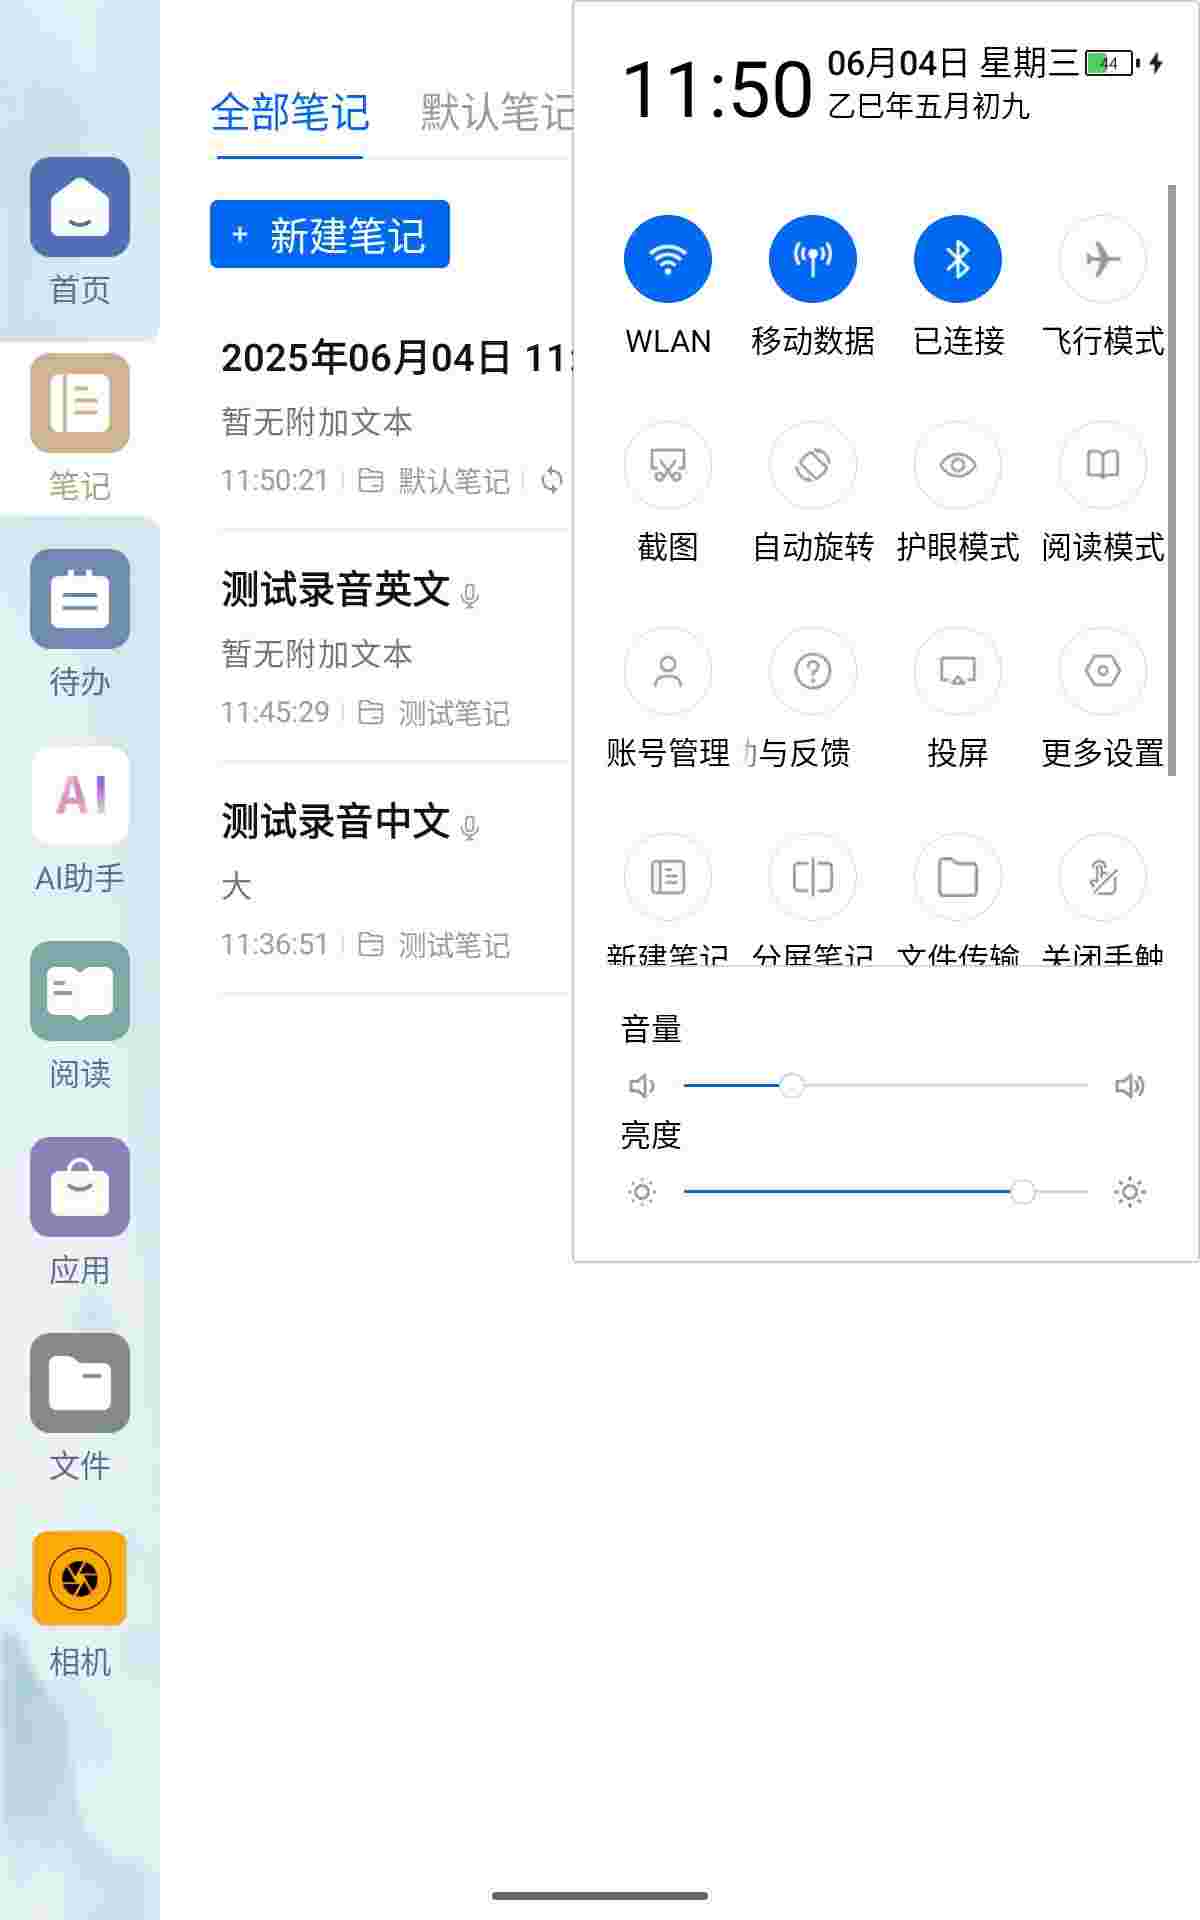 首页
笔记
待办
AI
AI助手
阅读
应用
文件
相机
全部笔记 默认笔记
+ 新建笔记
2025年06月04日 11:
暂无附加文本
11:50:21 默认笔记
测试录音英文
暂无附加文本
11:45:29 测试笔记
测试录音中文
大
11:36:51 测试笔记
11:50 06月04日 星期三 44
乙巳年五月初九
WLAN 移动数据 已连接 飞行模式
截图 自动旋转 护眼模式 阅读模式
账号管理 与反馈 投屏 更多设置
新建笔记 分屏笔记 文件传输 关闭手触
音量
亮度